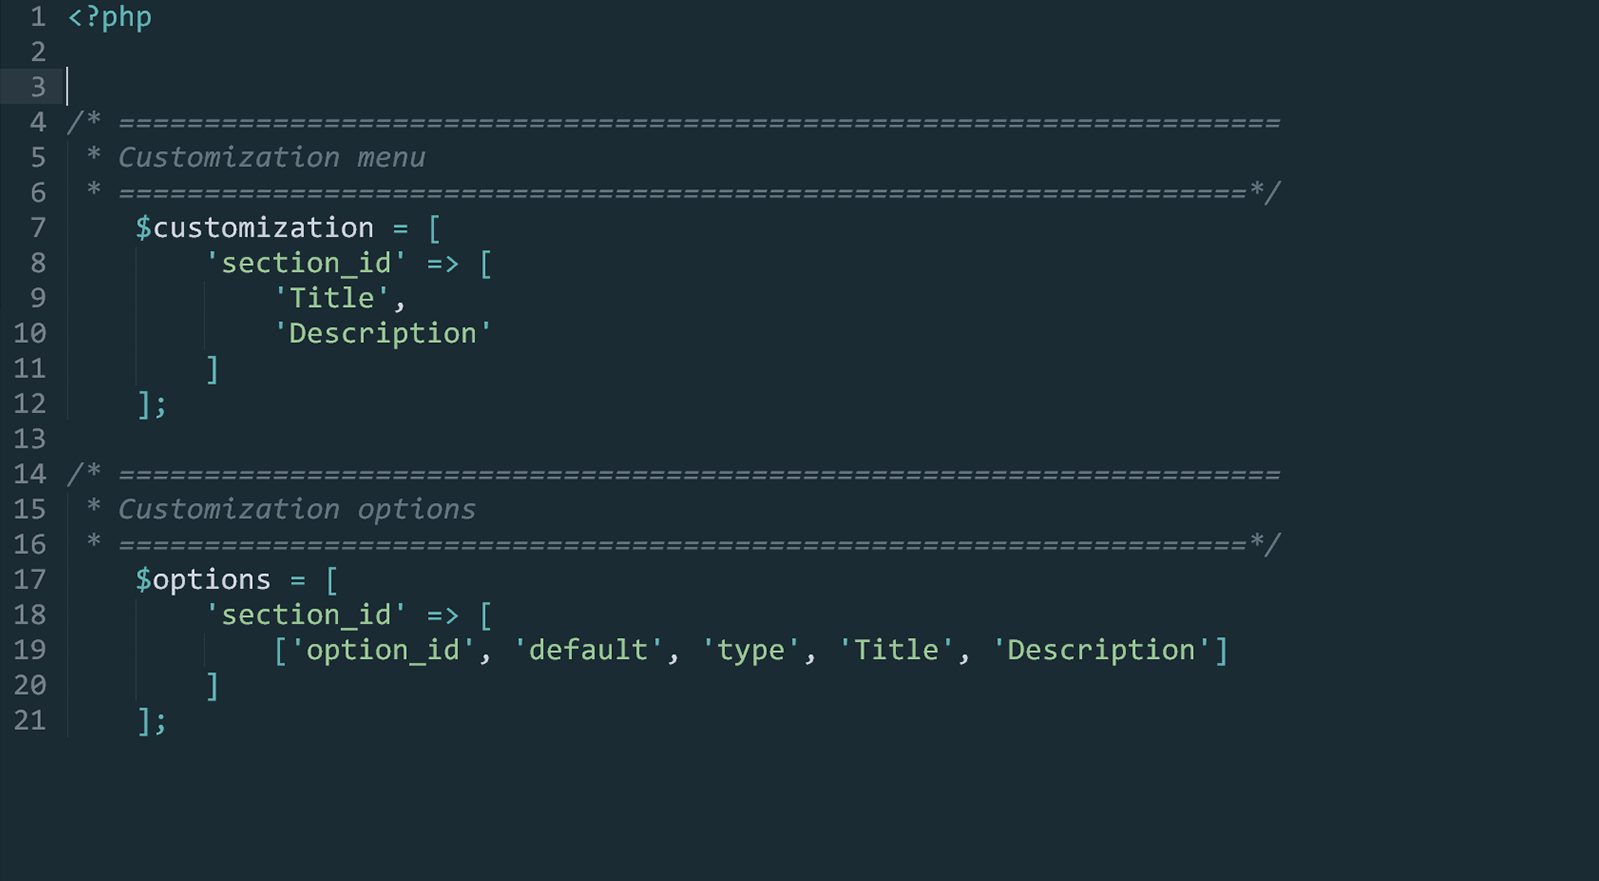 1 <?php
2
3
4 /* ====================================================================
5  * Customization menu
6  * ==================================================================*/
7     $customization = [
8         'section_id' => [
9             'Title',
10             'Description'
11         ]
12     ];
13
14 /* ====================================================================
15  * Customization options
16  * ==================================================================*/
17     $options = [
18         'section_id' => [
19             ['option_id', 'default', 'type', 'Title', 'Description']
20         ]
21     ];